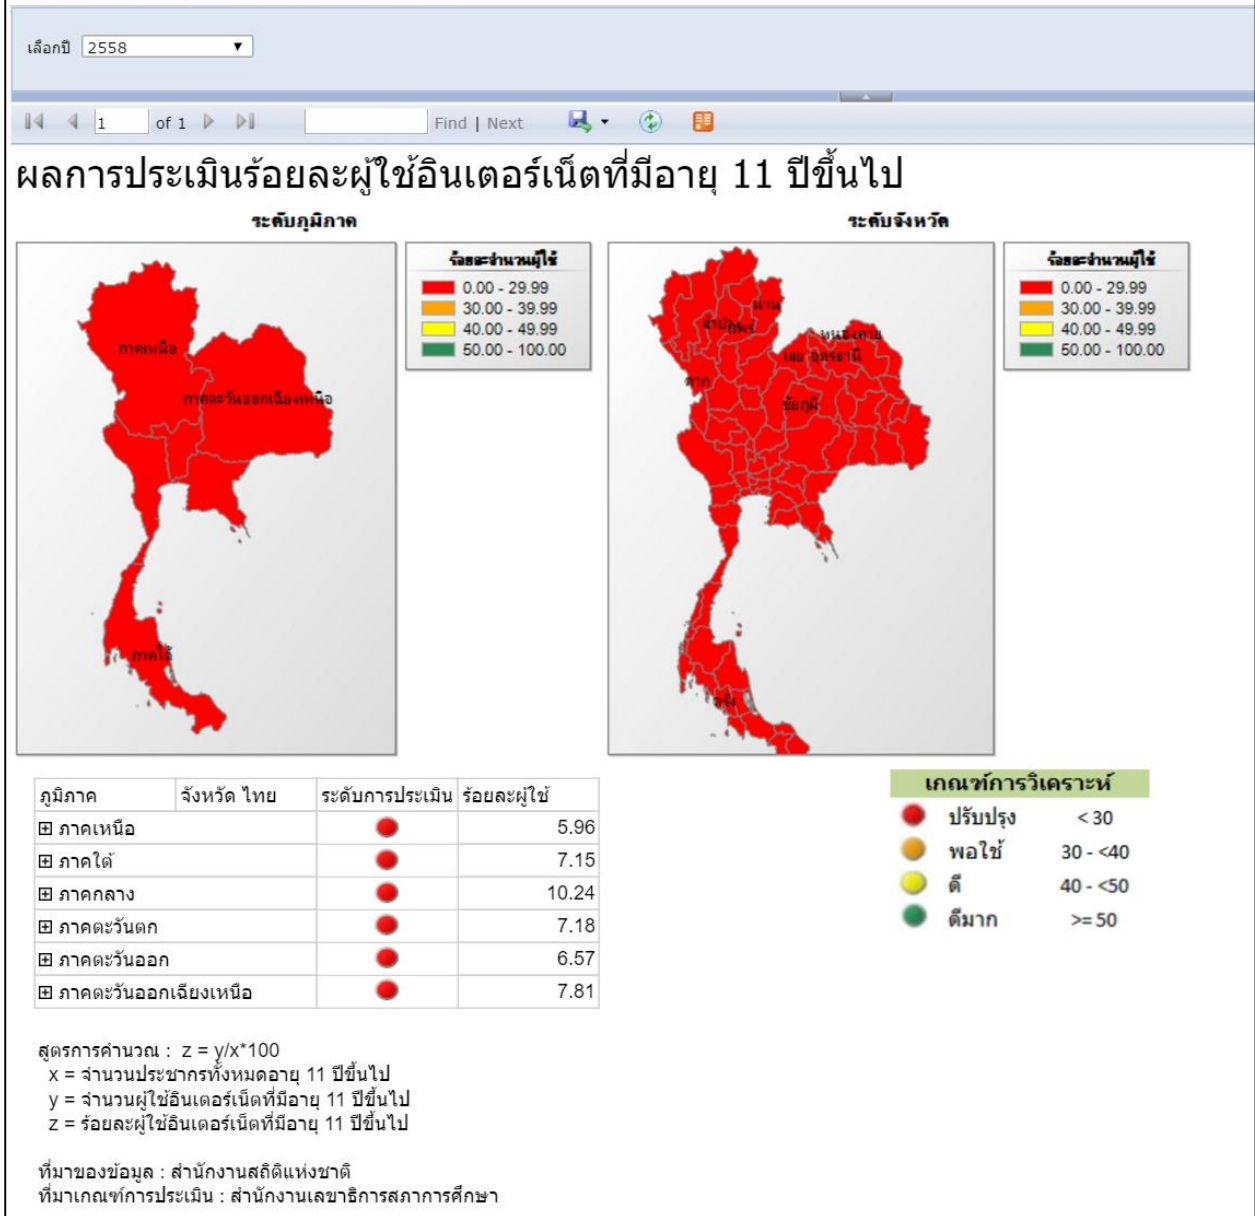 เลือกปี 2558
1 of 1 Find | Next
ผลการประเมินร้อยละผู้ใช้อินเตอร์เน็ตที่มีอายุ 11 ปีขึ้นไป
ระดับภูมิภาค
ร้อยละจำนวนผู้ใช้
0.00 - 29.99
30.00 - 39.99
40.00 - 49.99
50.00 - 100.00
ภาคเหนือ
ภาคตะวันออกเฉียงเหนือ
ภาคใต้
ระดับจังหวัด
ร้อยละจำนวนผู้ใช้
0.00 - 29.99
30.00 - 39.99
40.00 - 49.99
50.00 - 100.00
น่าน
ลำปาง
แพร่
หนองคาย
เลย อุดรธานี
ตาก
ชัยภูมิ
ตรัง
ภูมิภาค จังหวัด ไทย ระดับการประเมิน ร้อยละผู้ใช้
ภาคเหนือ 5.96
ภาคใต้ 7.15
ภาคกลาง 10.24
ภาคตะวันตก 7.18
ภาคตะวันออก 6.57
ภาคตะวันออกเฉียงเหนือ 7.81
เกณฑ์การวิเคราะห์
ปรับปรุง < 30
พอใช้ 30 - <40
ดี 40 - <50
ดีมาก >= 50
สูตรการคำนวณ : z = y/x*100
x = จำนวนประชากรทั้งหมดอายุ 11 ปีขึ้นไป
y = จำนวนผู้ใช้อินเตอร์เน็ตที่มีอายุ 11 ปีขึ้นไป
z = ร้อยละผู้ใช้อินเตอร์เน็ตที่มีอายุ 11 ปีขึ้นไป
ที่มาของข้อมูล : สำนักงานสถิติแห่งชาติ
ที่มาเกณฑ์การประเมิน : สำนักงานเลขาธิการสภาการศึกษา